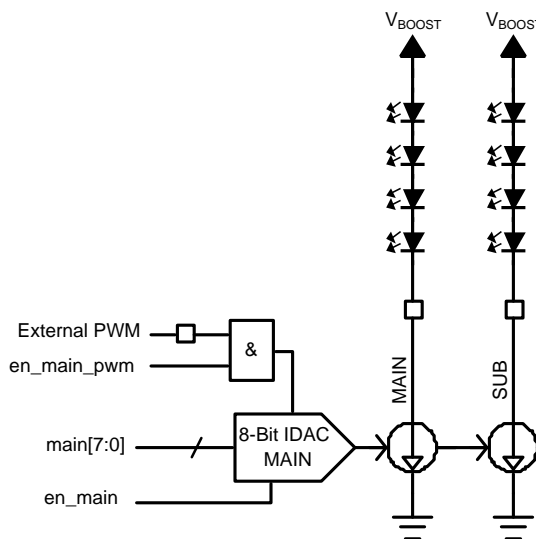 VBOOST VBOOST
External PWM
&
en_main_pwm
MAIN
SUB
8-Bit IDAC
MAIN
main[7:0]
en_main